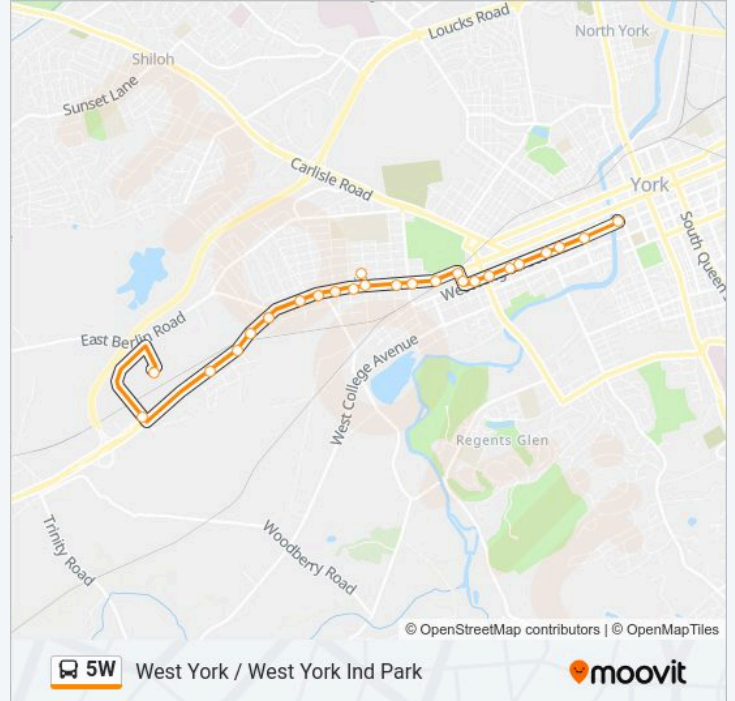 Loucks Road
North York
Shiloh
Sunset Lane
Carlisle Road
York
South Queen
West
East Berlin Road
West College Avenue
Regents Glen
Trinity Road
Woodberry Road
© OpenStreetMap contributors | © OpenMapTiles
5W West York / West York Ind Park
moovit